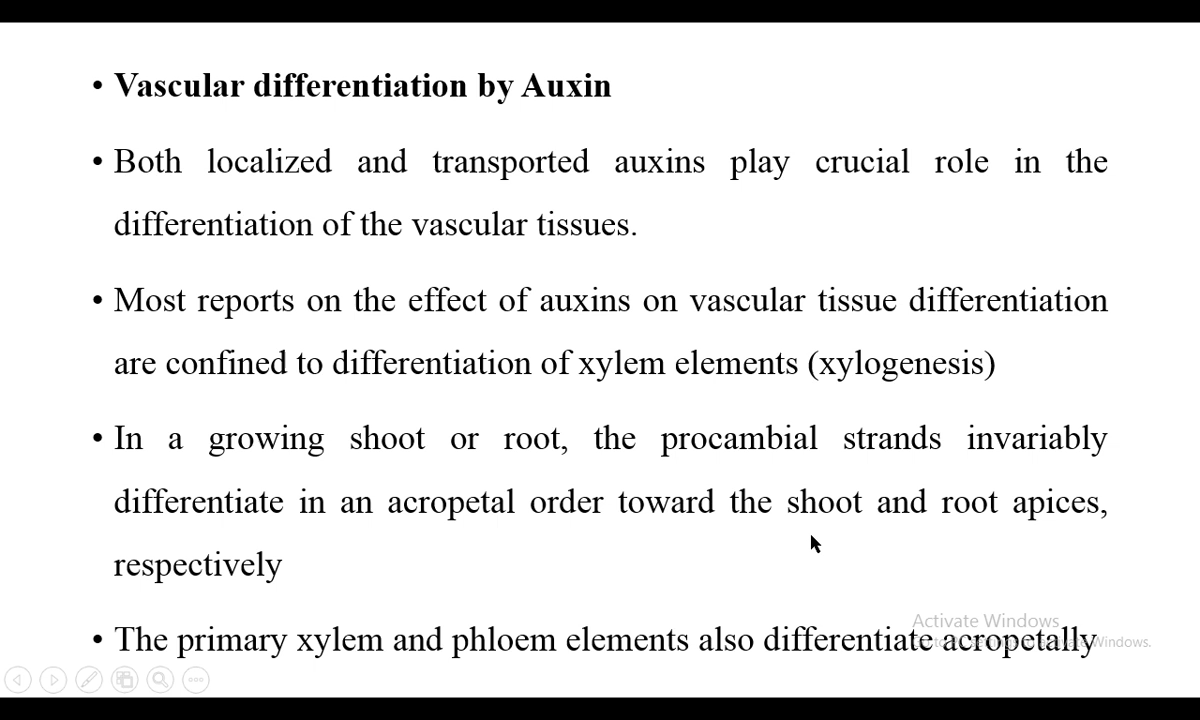 • Vascular differentiation by Auxin
• Both localized and transported auxins play crucial role in the
differentiation of the vascular tissues.
• Most reports on the effect of auxins on vascular tissue differentiation
are confined to differentiation of xylem elements (xylogenesis)
• In a growing shoot or root, the procambial strands invariably
differentiate in an acropetal order toward the shoot and root apices,
respectively
Activate Windows
• The primary xylem and phloem elements also differentiate acropetally
Windows.